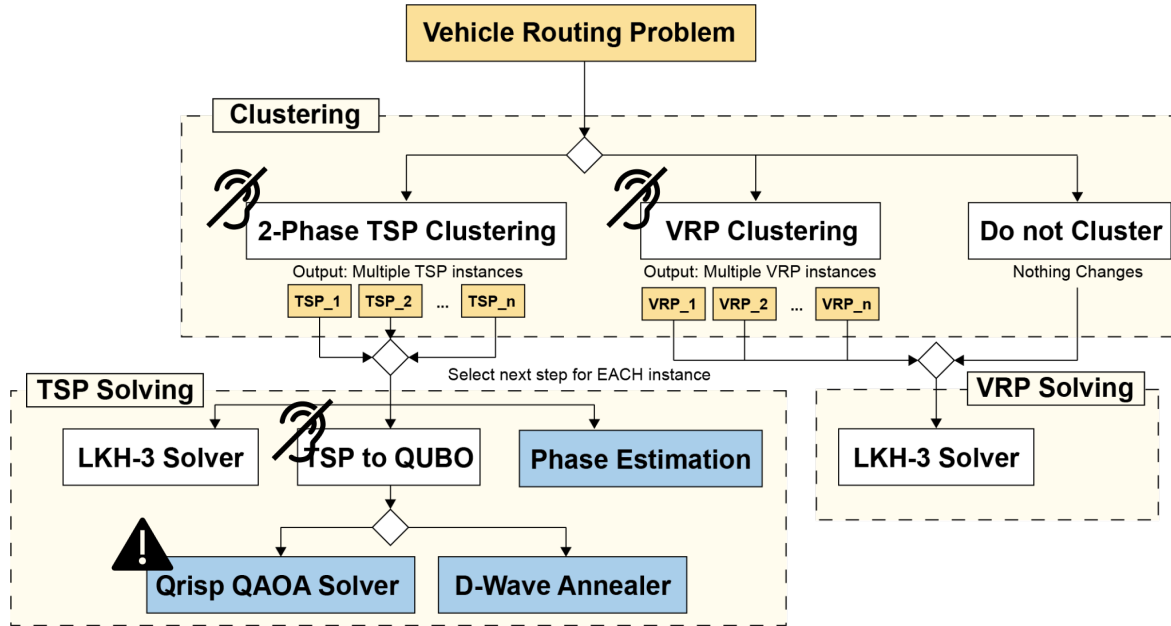 Vehicle Routing Problem
Clustering
2-Phase TSP Clustering
VRP Clustering
Do not Cluster
Output: Multiple TSP instances
Output: Multiple VRP instances
Nothing Changes
TSP_1
TSP_2
...
TSP_n
VRP_1
VRP_2
...
VRP_n
Select next step for EACH instance
TSP Solving
VRP Solving
LKH-3 Solver
TSP to QUBO
Phase Estimation
LKH-3 Solver
Qrisp QAOA Solver
D-Wave Annealer